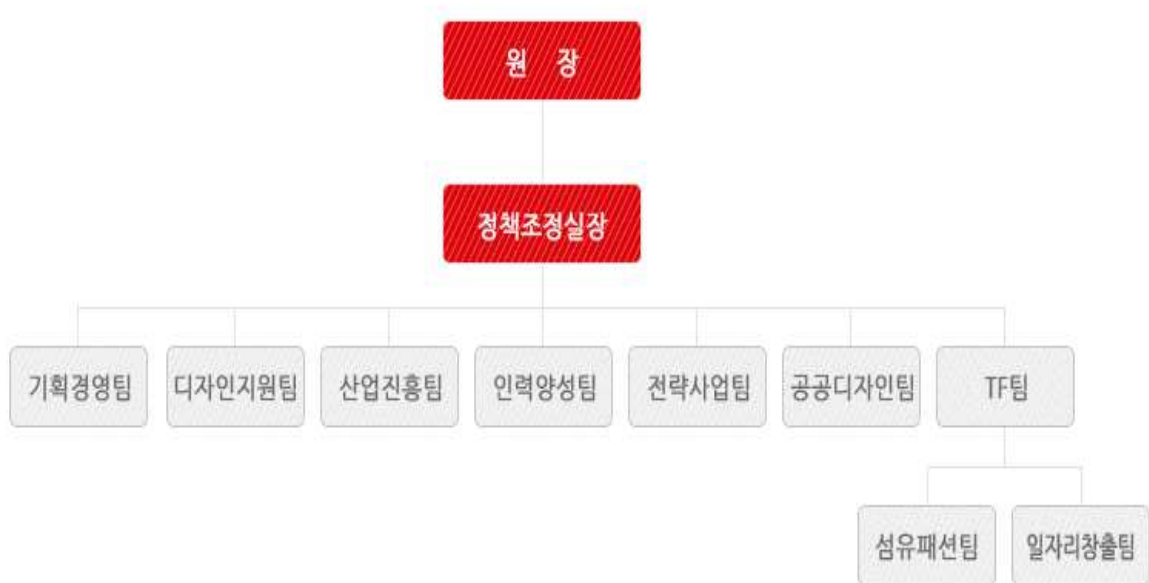 원 장
정책조정실장
기획경영팀
디자인지원팀
산업진흥팀
인력양성팀
전략사업팀
공공디자인팀
TF팀
섬유패션팀
일자리창출팀